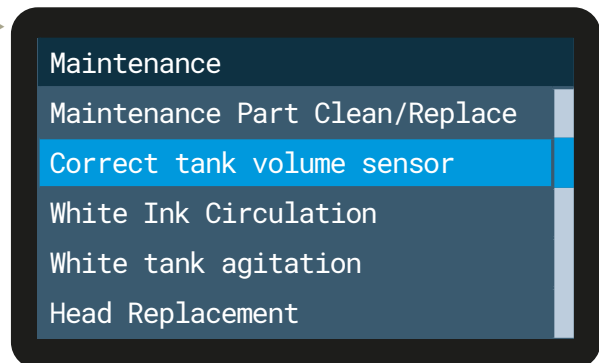 Maintenance
Maintenance Part Clean/Replace
Correct tank volume sensor
White Ink Circulation
White tank agitation
Head Replacement